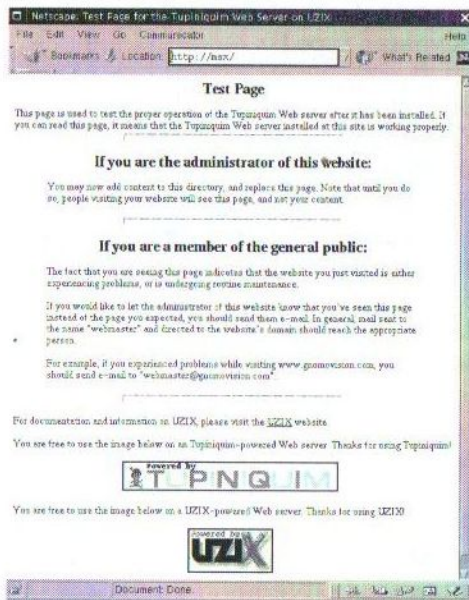 Netscape: Test Page for the Tupiniquim Web Server on UZIX
File Edit View Go Communicator Help
Bookmarks Location: http://msx/ What's Related
Test Page
This page is used to test the proper operation of the Tupiniquim Web server after it has been installed. If
you can read this page, it means that the Tupiniquim Web server installed at this site is working properly.
If you are the administrator of this website:
You may now add content to this directory, and replace this page. Note that until you do
so, people visiting your website will see this page, and not your content.
If you are a member of the general public:
The fact that you are seeing this page indicates that the website you just visited is either
experiencing problems, or is undergoing routine maintenance.
If you would like to let the administrator of this website know that you've seen this page
instead of the page you expected, you should send them e-mail. In general, mail sent to
the name "webmaster" and directed to the website's domain should reach the appropriate
person.
For example, if you experienced problems while visiting www.gnomovision.com, you
should send e-mail to "webmaster@gnomovision.com".
For documentation and information on UZIX, please visit the UZIX website
You are free to use the image below on an Tupiniquim-powered Web server. Thanks for using Tupiniquim!
Powered by
TUPINIQUIM
You are free to use the image below on a UZIX-powered Web server. Thanks for using UZIX!
Powered by
UZIX
Document: Done.